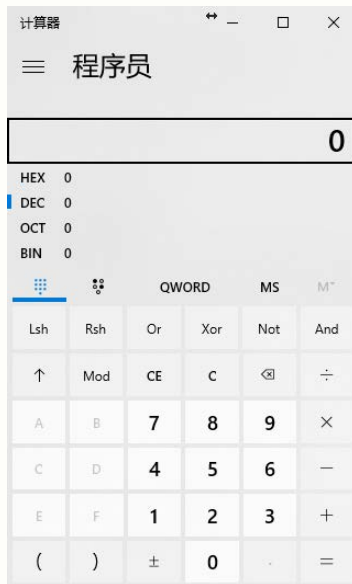 计算器
程序员
0
HEX 0
DEC 0
OCT 0
BIN 0
QWORD MS M˅
Lsh Rsh Or Xor Not And
↑ Mod CE C ⌫ ÷
A B 7 8 9 ×
C D 4 5 6 −
E F 1 2 3 +
( ) ± 0 . =